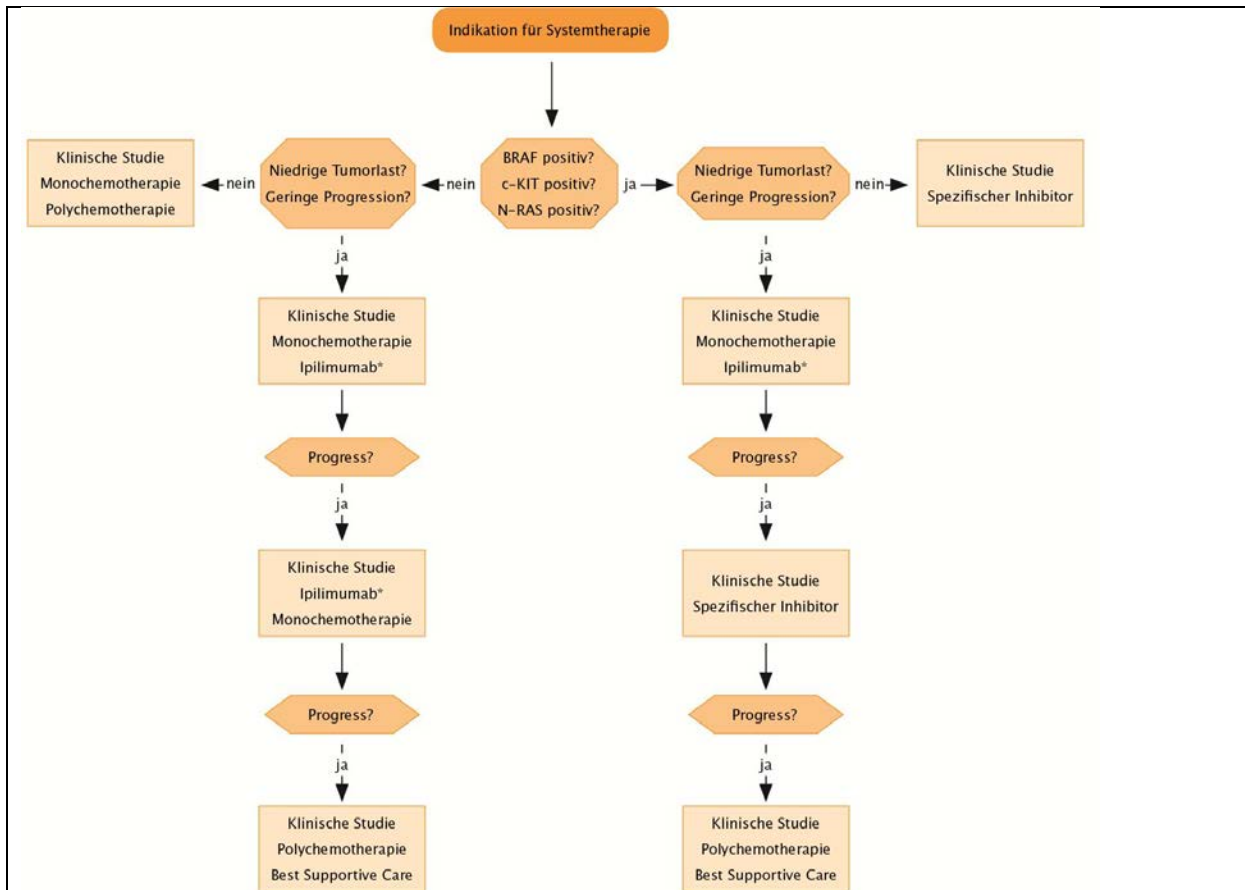 Indikation für Systemtherapie
Klinische Studie
Monochemotherapie
Polychemotherapie
nein
Niedrige Tumorlast?
Geringe Progression?
nein
BRAF positiv?
c-KIT positiv?
N-RAS positiv?
ja
Niedrige Tumorlast?
Geringe Progression?
nein
Klinische Studie
Spezifischer Inhibitor
ja
Klinische Studie
Monochemotherapie
Ipilimumab*
Progress?
ja
Klinische Studie
Ipilimumab*
Monochemotherapie
Progress?
ja
Klinische Studie
Polychemotherapie
Best Supportive Care
ja
Klinische Studie
Monochemotherapie
Ipilimumab*
Progress?
ja
Klinische Studie
Spezifischer Inhibitor
Progress?
ja
Klinische Studie
Polychemotherapie
Best Supportive Care